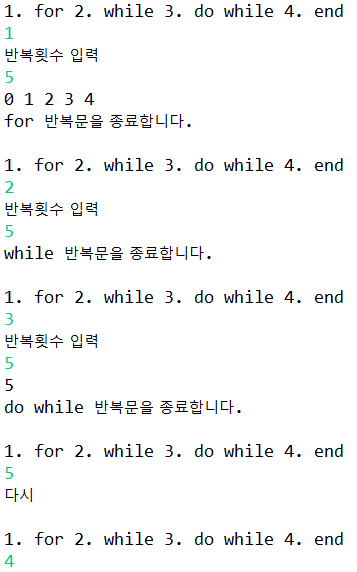 1. for 2. while 3. do while 4. end
1
반복횟수 입력
5
0 1 2 3 4
for 반복문을 종료합니다.
1. for 2. while 3. do while 4. end
2
반복횟수 입력
5
while 반복문을 종료합니다.
1. for 2. while 3. do while 4. end
3
반복횟수 입력
5
5
do while 반복문을 종료합니다.
1. for 2. while 3. do while 4. end
5
다시
1. for 2. while 3. do while 4. end
4